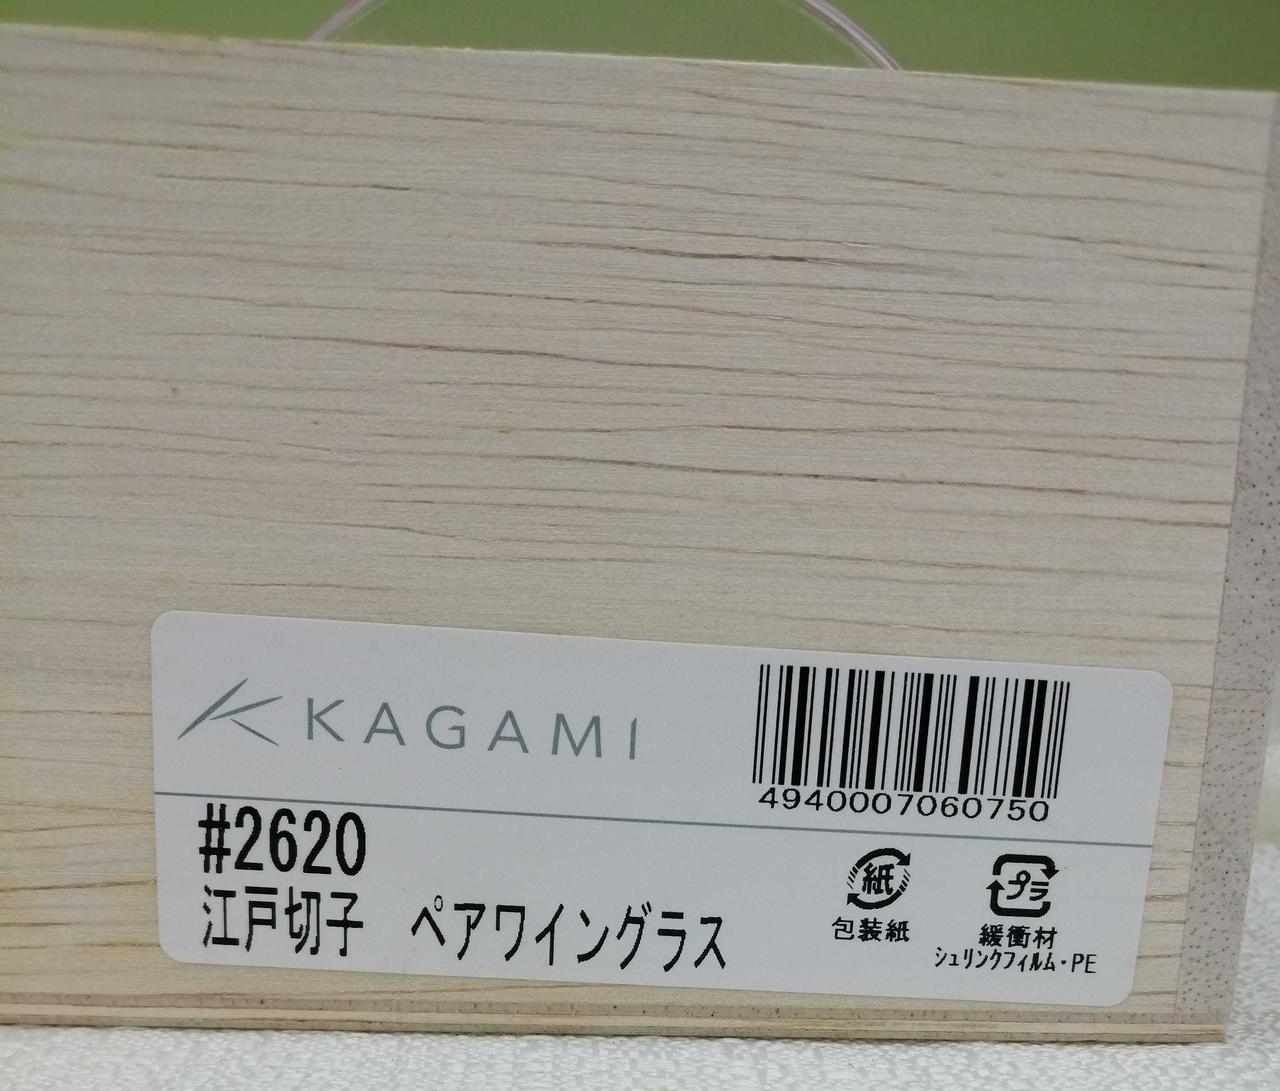 KAGAMI
4940007060750
#2620
江戸切子 ペアワイングラス
紙
包装紙
プラ
緩衝材
シュリンクフィルム・PE